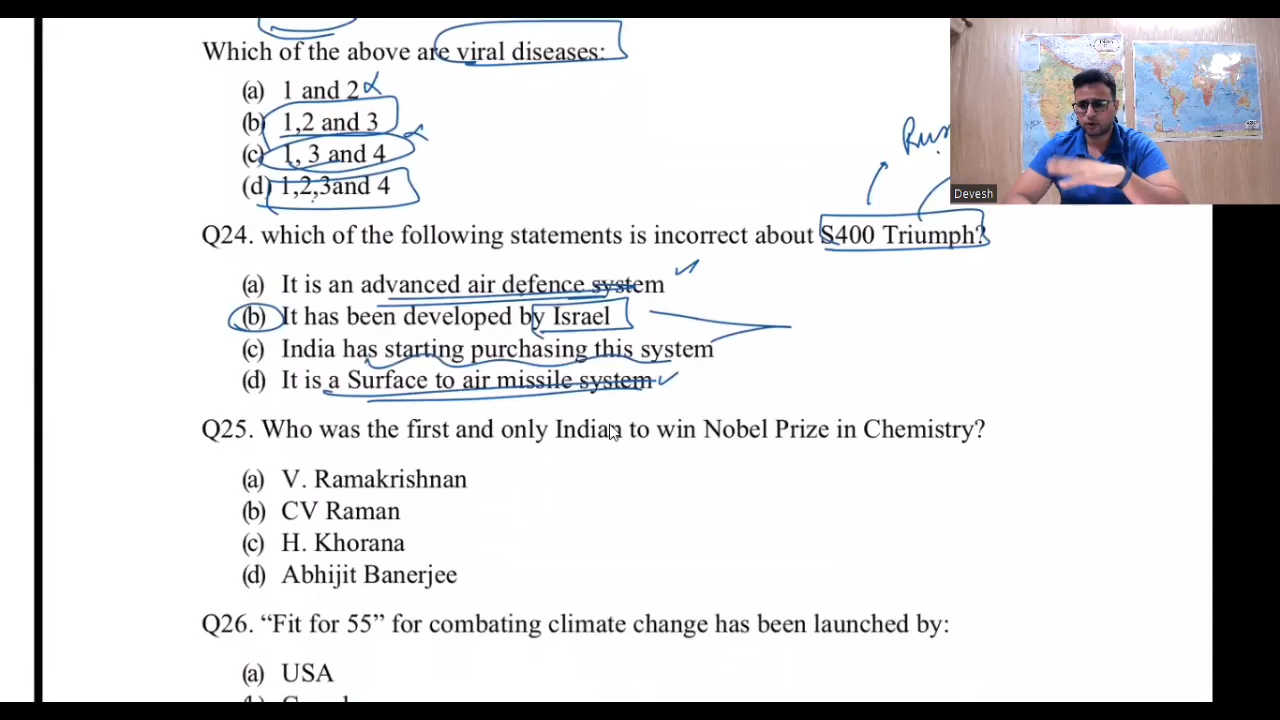 Which of the above are viral diseases:
(a) 1 and 2
(b) 1,2 and 3
(c) 1, 3 and 4
(d) 1,2,3and 4
Devesh
Q24. which of the following statements is incorrect about S400 Triumph?
(a) It is an advanced air defence system
(b) It has been developed by Israel
(c) India has starting purchasing this system
(d) It is a Surface to air missile system
Q25. Who was the first and only Indian to win Nobel Prize in Chemistry?
(a) V. Ramakrishnan
(b) CV Raman
(c) H. Khorana
(d) Abhijit Banerjee
Q26. “Fit for 55” for combating climate change has been launched by:
(a) USA